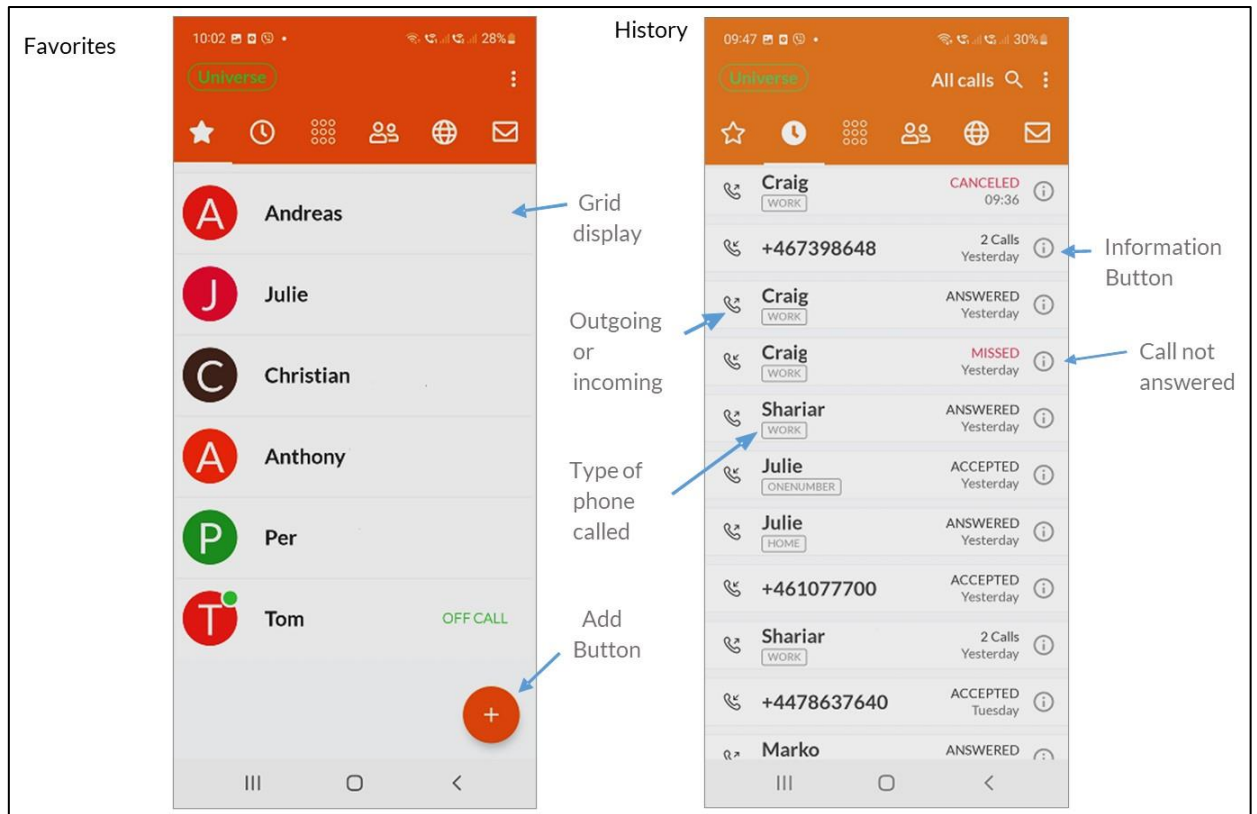 Favorites
10:02
28%
Universe
Andreas
Julie
Christian
Anthony
Per
Tom
OFF CALL
A
J
C
A
P
T
+
Grid
display
Outgoing
or
incoming
Type of
phone
called
Add
Button
History
09:47
30%
Universe
All calls
Craig
WORK
CANCELED
09:36
+467398648
2 Calls
Yesterday
Craig
WORK
ANSWERED
Yesterday
Craig
WORK
MISSED
Yesterday
Shariar
WORK
ANSWERED
Yesterday
Julie
ONENUMBER
ACCEPTED
Yesterday
Julie
HOME
ANSWERED
Yesterday
+461077700
ACCEPTED
Yesterday
Shariar
WORK
2 Calls
Yesterday
+4478637640
ACCEPTED
Tuesday
Marko
ANSWERED
Information
Button
Call not
answered